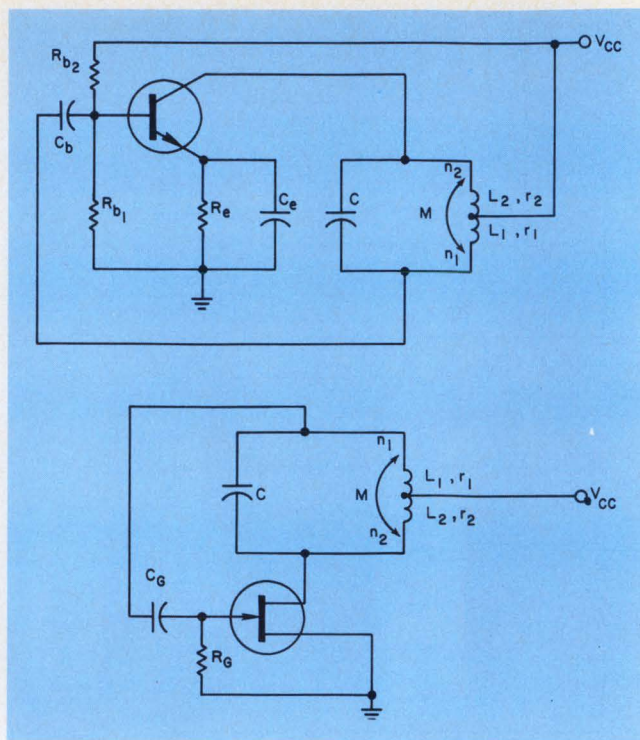 V_CC
R_b2
C_b
R_b1
R_e
C_e
C
M
n_2
L_2, r_2
L_1, r_1
n_1
n_1
C
M
L_1, r_1
L_2, r_2
V_CC
n_2
C_G
R_G